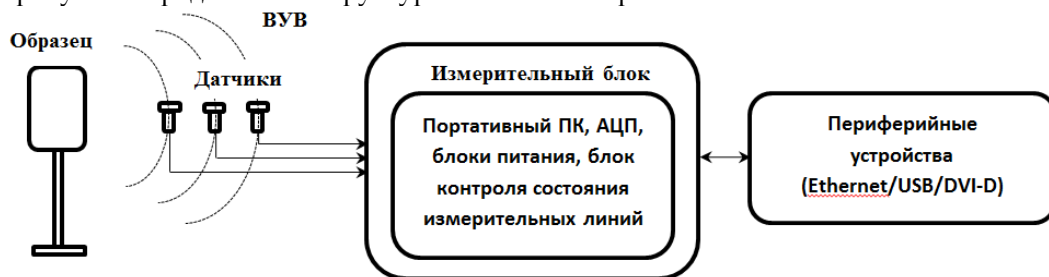 ВУВ
Образец
Датчики
Измерительный блок
Портативный ПК, АЦП,
блоки питания, блок
контроля состояния
измерительных линий
Периферийные
устройства
(Ethernet/USB/DVI-D)